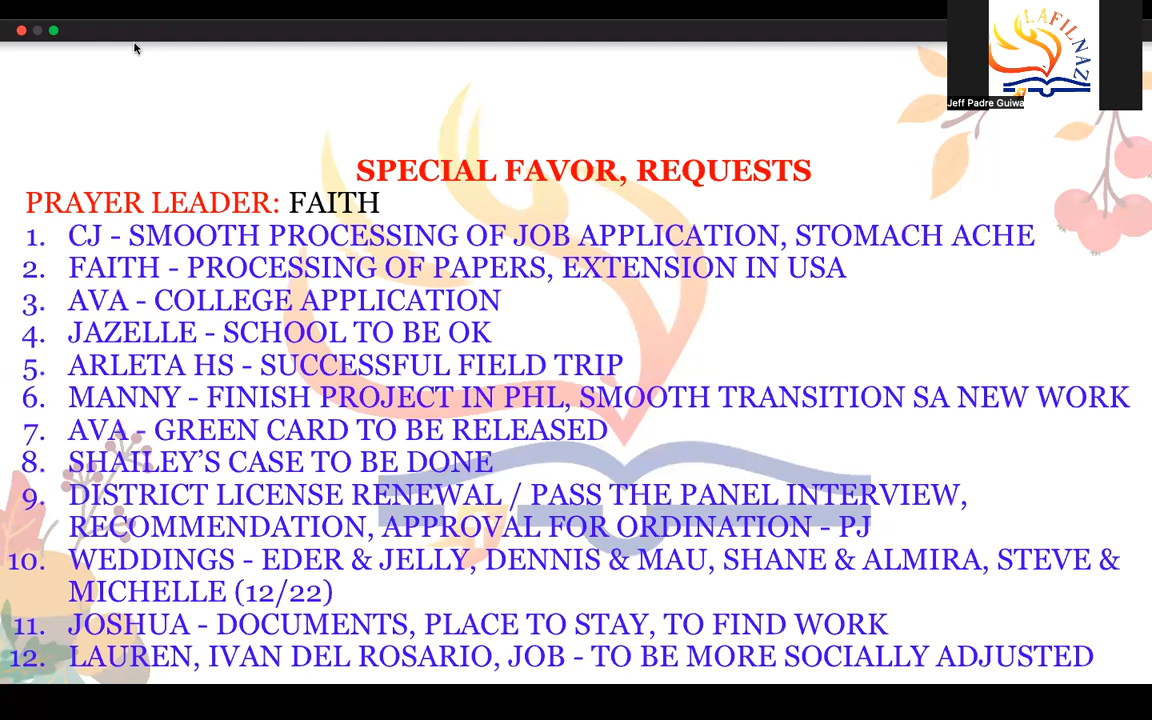 LAFILNAZ
Jeff Padre Guiwa
SPECIAL FAVOR, REQUESTS
PRAYER LEADER: FAITH
1. CJ - SMOOTH PROCESSING OF JOB APPLICATION, STOMACH ACHE
2. FAITH - PROCESSING OF PAPERS, EXTENSION IN USA
3. AVA - COLLEGE APPLICATION
4. JAZELLE - SCHOOL TO BE OK
5. ARLETA HS - SUCCESSFUL FIELD TRIP
6. MANNY - FINISH PROJECT IN PHL, SMOOTH TRANSITION SA NEW WORK
7. AVA - GREEN CARD TO BE RELEASED
8. SHAILEY’S CASE TO BE DONE
9. DISTRICT LICENSE RENEWAL / PASS THE PANEL INTERVIEW,
RECOMMENDATION, APPROVAL FOR ORDINATION - PJ
10. WEDDINGS - EDER & JELLY, DENNIS & MAU, SHANE & ALMIRA, STEVE &
MICHELLE (12/22)
11. JOSHUA - DOCUMENTS, PLACE TO STAY, TO FIND WORK
12. LAUREN, IVAN DEL ROSARIO, JOB - TO BE MORE SOCIALLY ADJUSTED